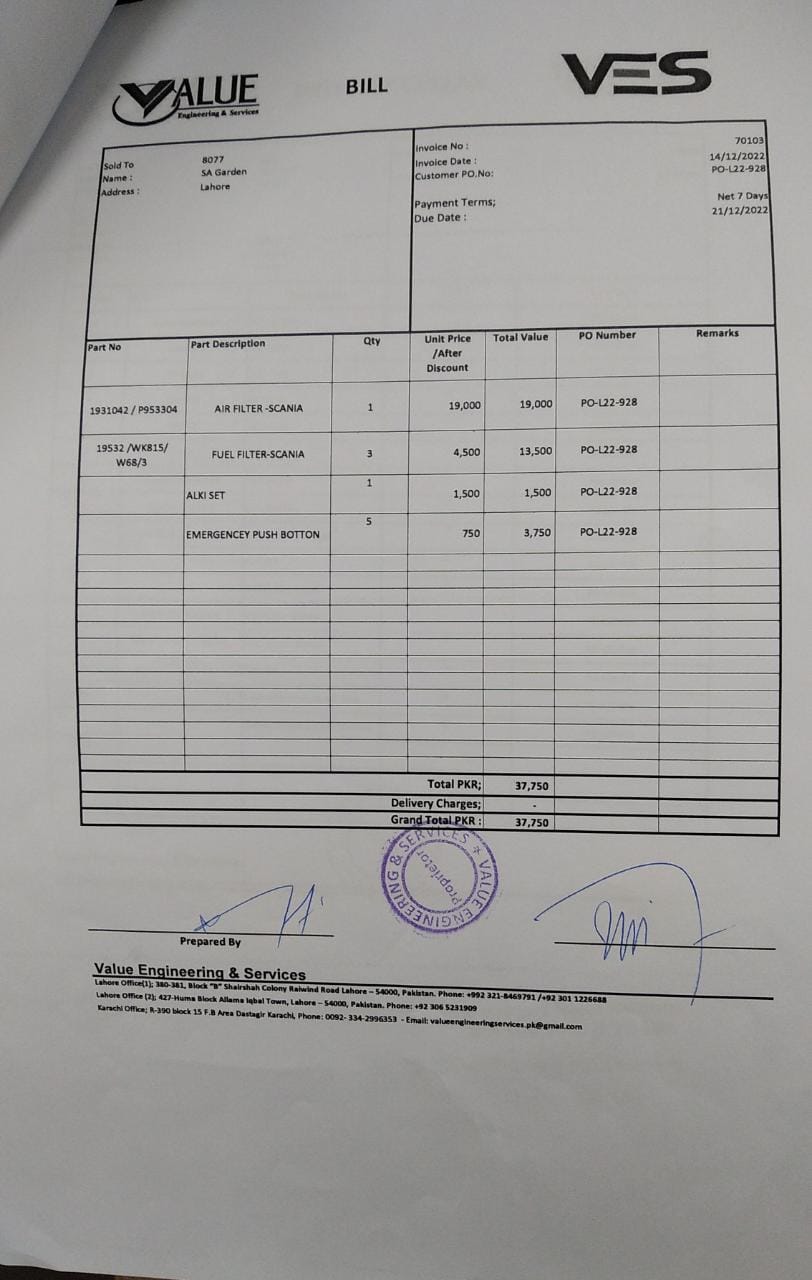 VALUE
Engineering & Services
BILL
VES
Sold To 8077
Name : SA Garden
Address : Lahore
Invoice No : 70103
Invoice Date : 14/12/2022
Customer PO.No: PO-L22-928
Payment Terms; Net 7 Days
Due Date : 21/12/2022
Part No Part Description Qty Unit Price /After Discount Total Value PO Number Remarks
1931042 / P953304 AIR FILTER -SCANIA 1 19,000 19,000 PO-L22-928
19532 /WK815/ W68/3 FUEL FILTER-SCANIA 3 4,500 13,500 PO-L22-928
ALKI SET 1 1,500 1,500 PO-L22-928
EMERGENCEY PUSH BOTTON 5 750 3,750 PO-L22-928
Total PKR; 37,750
Delivery Charges; -
Grand Total PKR : 37,750
VALUE ENGINEERING & SERVICES *
Proprietor
Prepared By
Value Engineering & Services
Lahore Office(1); 380-381, Block "B" Shairshah Colony Raiwind Road Lahore – 54000, Pakistan. Phone: +992 321-8469791 /+92 301 1226688
Lahore Office (2); 427-Huma Block Allama Iqbal Town, Lahore – 54000, Pakistan. Phone: +92 306 5231909
Karachi Office; R-390 block 15 F.B Area Dastagir Karachi, Phone: 0092- 334-2996353 - Email: valueengineeringservices.pk@gmail.com